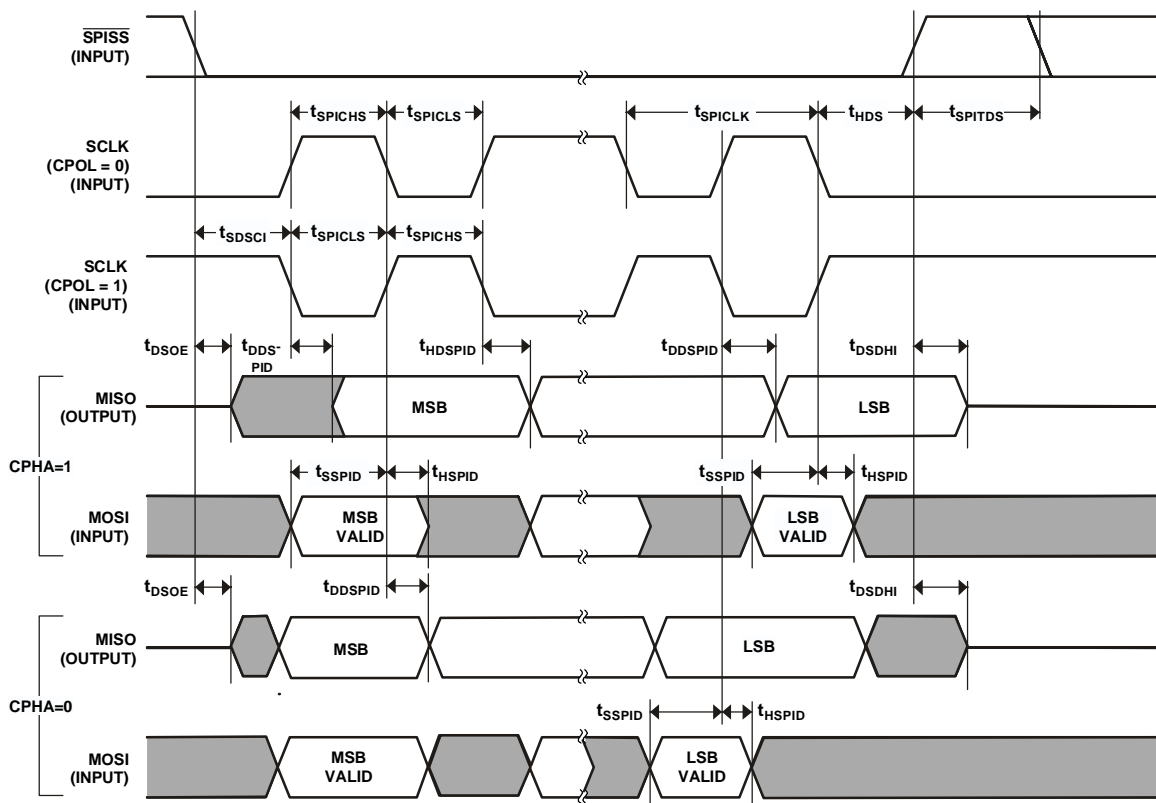 SPISS
(INPUT)
tSPICHS
tSPICLS
tSPICLK
tHDS
tSPITDS
SCLK
(CPOL = 0)
(INPUT)
tSDSCI
tSPICLS
tSPICHS
SCLK
(CPOL = 1)
(INPUT)
tDSOE
tDDS-
PID
tHDSPID
tDDSPID
tDSDHI
MISO
(OUTPUT)
MSB
LSB
CPHA=1
tSSPID
tHSPID
tSSPID
tHSPID
MOSI
(INPUT)
MSB
VALID
LSB
VALID
tDSOE
tDDSPID
tDSDHI
MISO
(OUTPUT)
MSB
LSB
CPHA=0
tSSPID
tHSPID
MOSI
(INPUT)
MSB
VALID
LSB
VALID